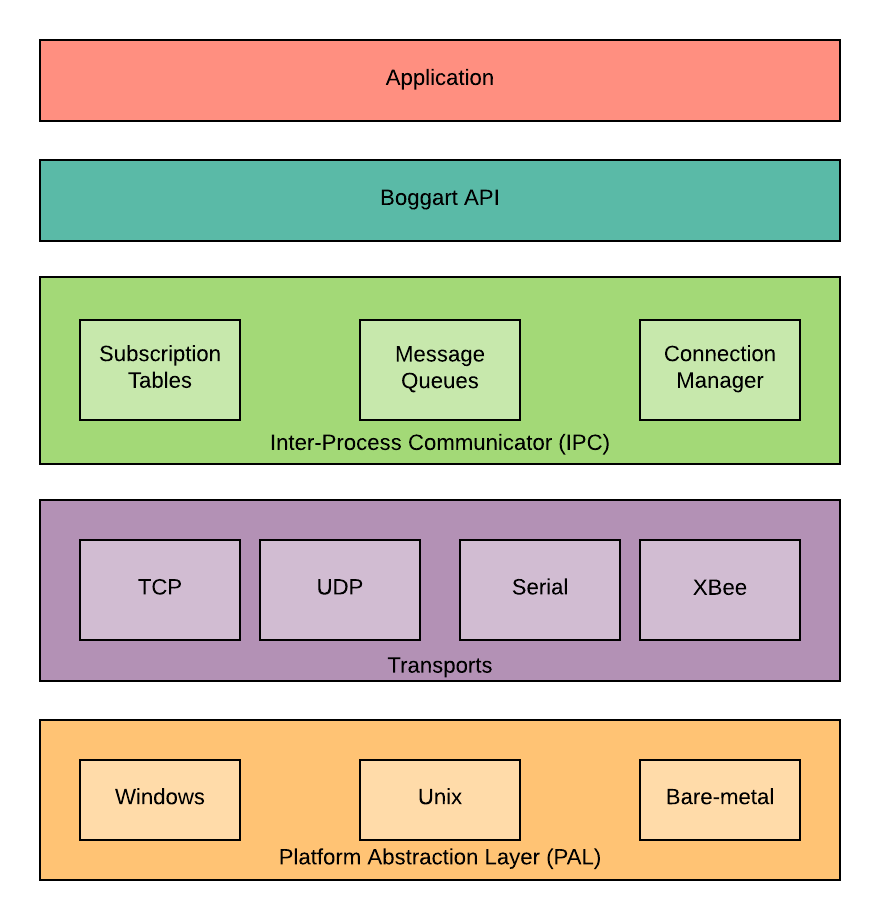 Application
Boggart API
Subscription
Tables
Message
Queues
Connection
Manager
Inter-Process Communicator (IPC)
TCP
UDP
Serial
XBee
Transports
Windows
Unix
Bare-metal
Platform Abstraction Layer (PAL)